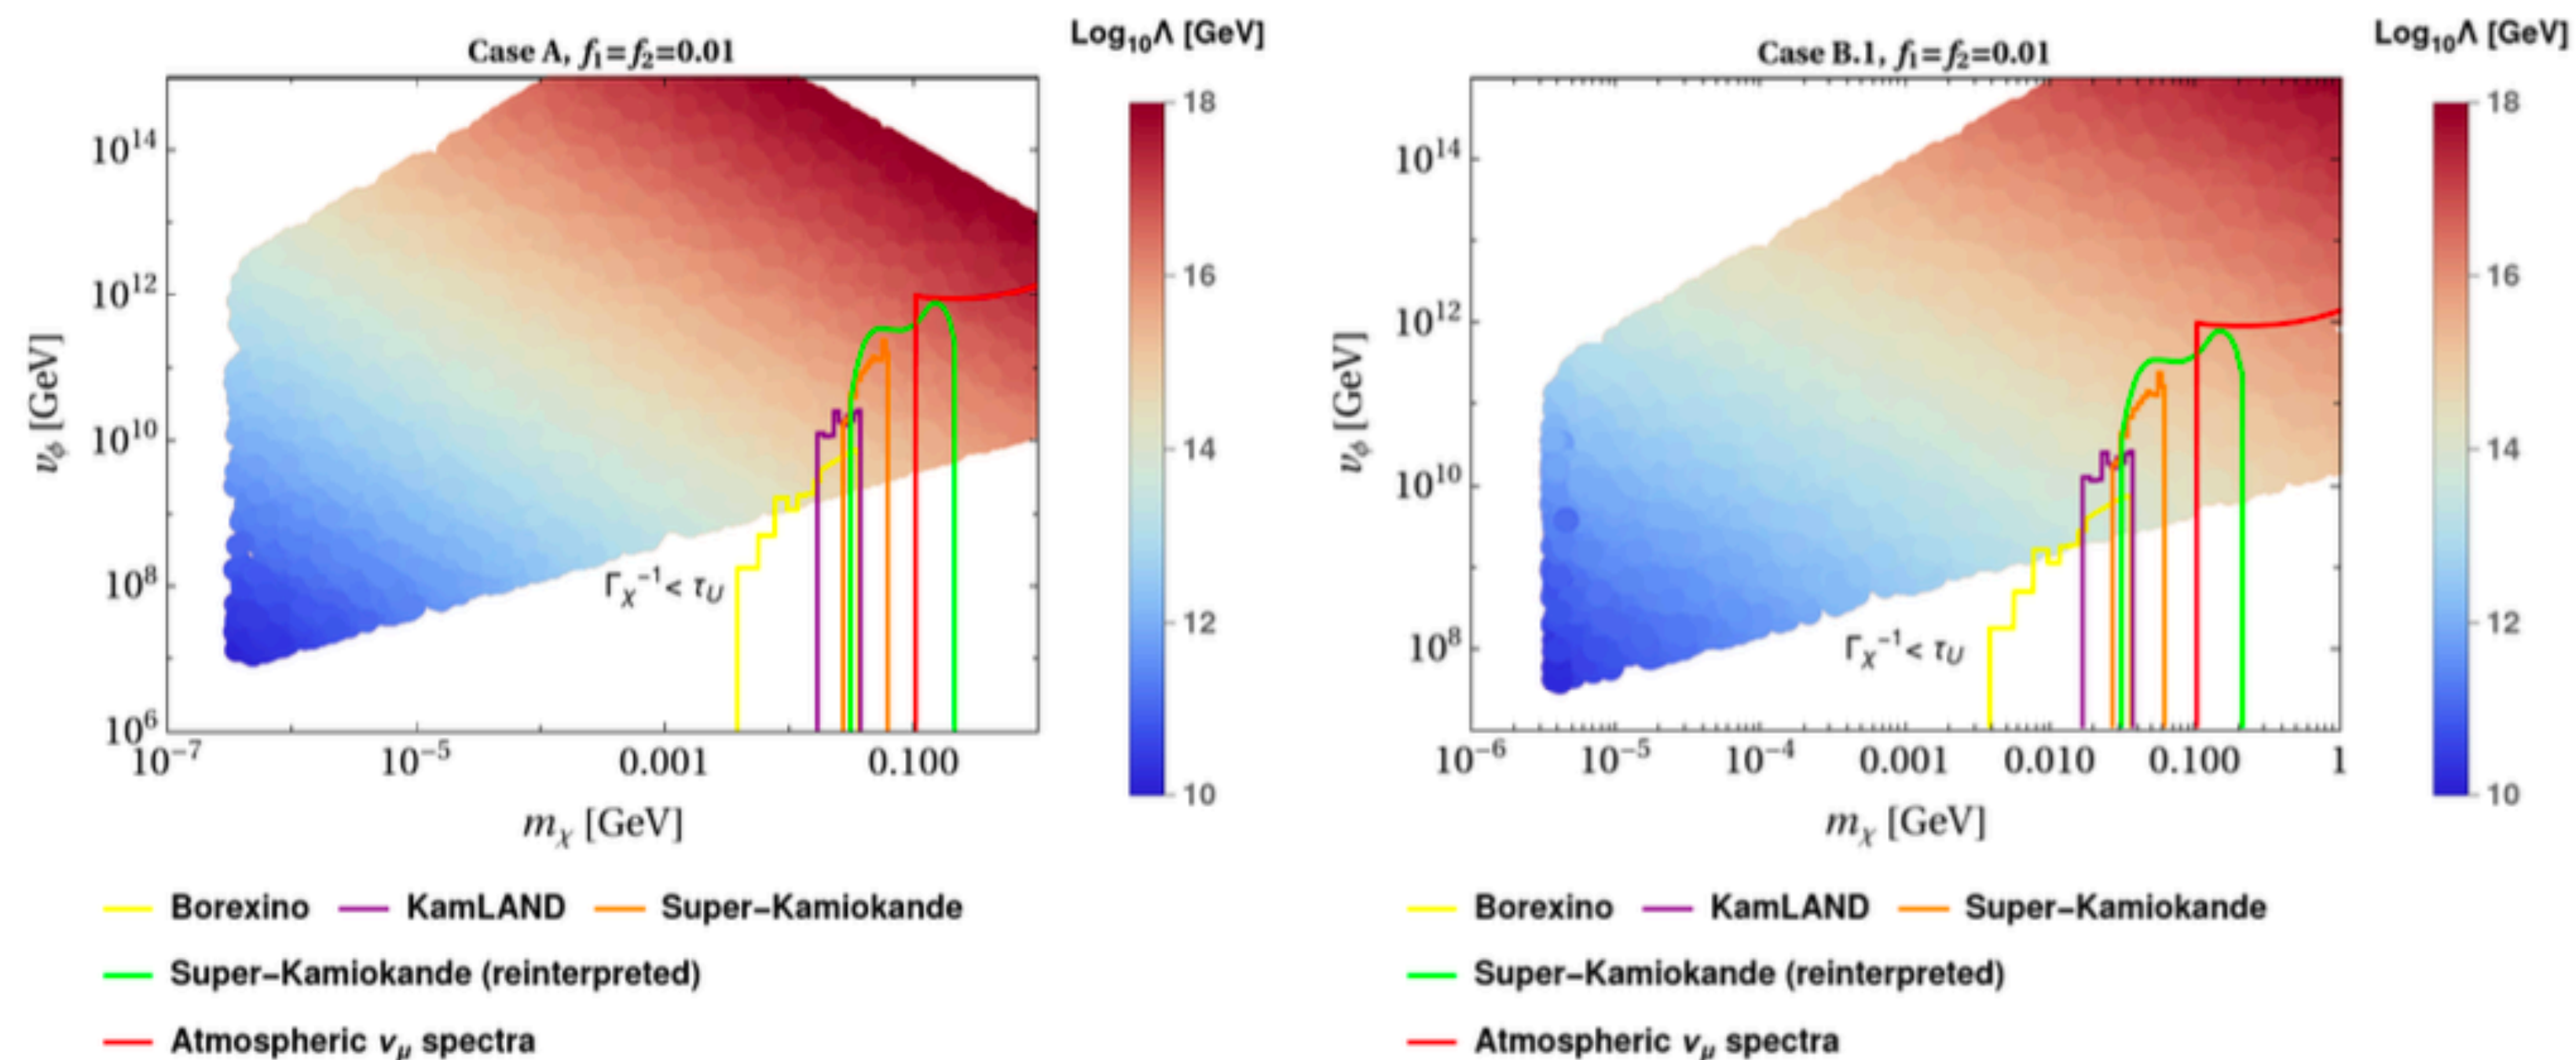 Case A, f₁=f₂=0.01
Log₁₀Λ [GeV]
10¹⁴
10¹²
10¹⁰
10⁸
10⁶
v_ϕ [GeV]
Γ_χ⁻¹ < τ_U
10⁻⁷ 10⁻⁵ 0.001 0.100
m_χ [GeV]
18
16
14
12
10
Borexino KamLAND Super-Kamiokande
Super-Kamiokande (reinterpreted)
Atmospheric ν_μ spectra
Case B.1, f₁=f₂=0.01
Log₁₀Λ [GeV]
10¹⁴
10¹²
10¹⁰
10⁸
v_ϕ [GeV]
Γ_χ⁻¹ < τ_U
10⁻⁶ 10⁻⁵ 10⁻⁴ 0.001 0.010 0.100 1
m_χ [GeV]
18
16
14
12
10
Borexino KamLAND Super-Kamiokande
Super-Kamiokande (reinterpreted)
Atmospheric ν_μ spectra